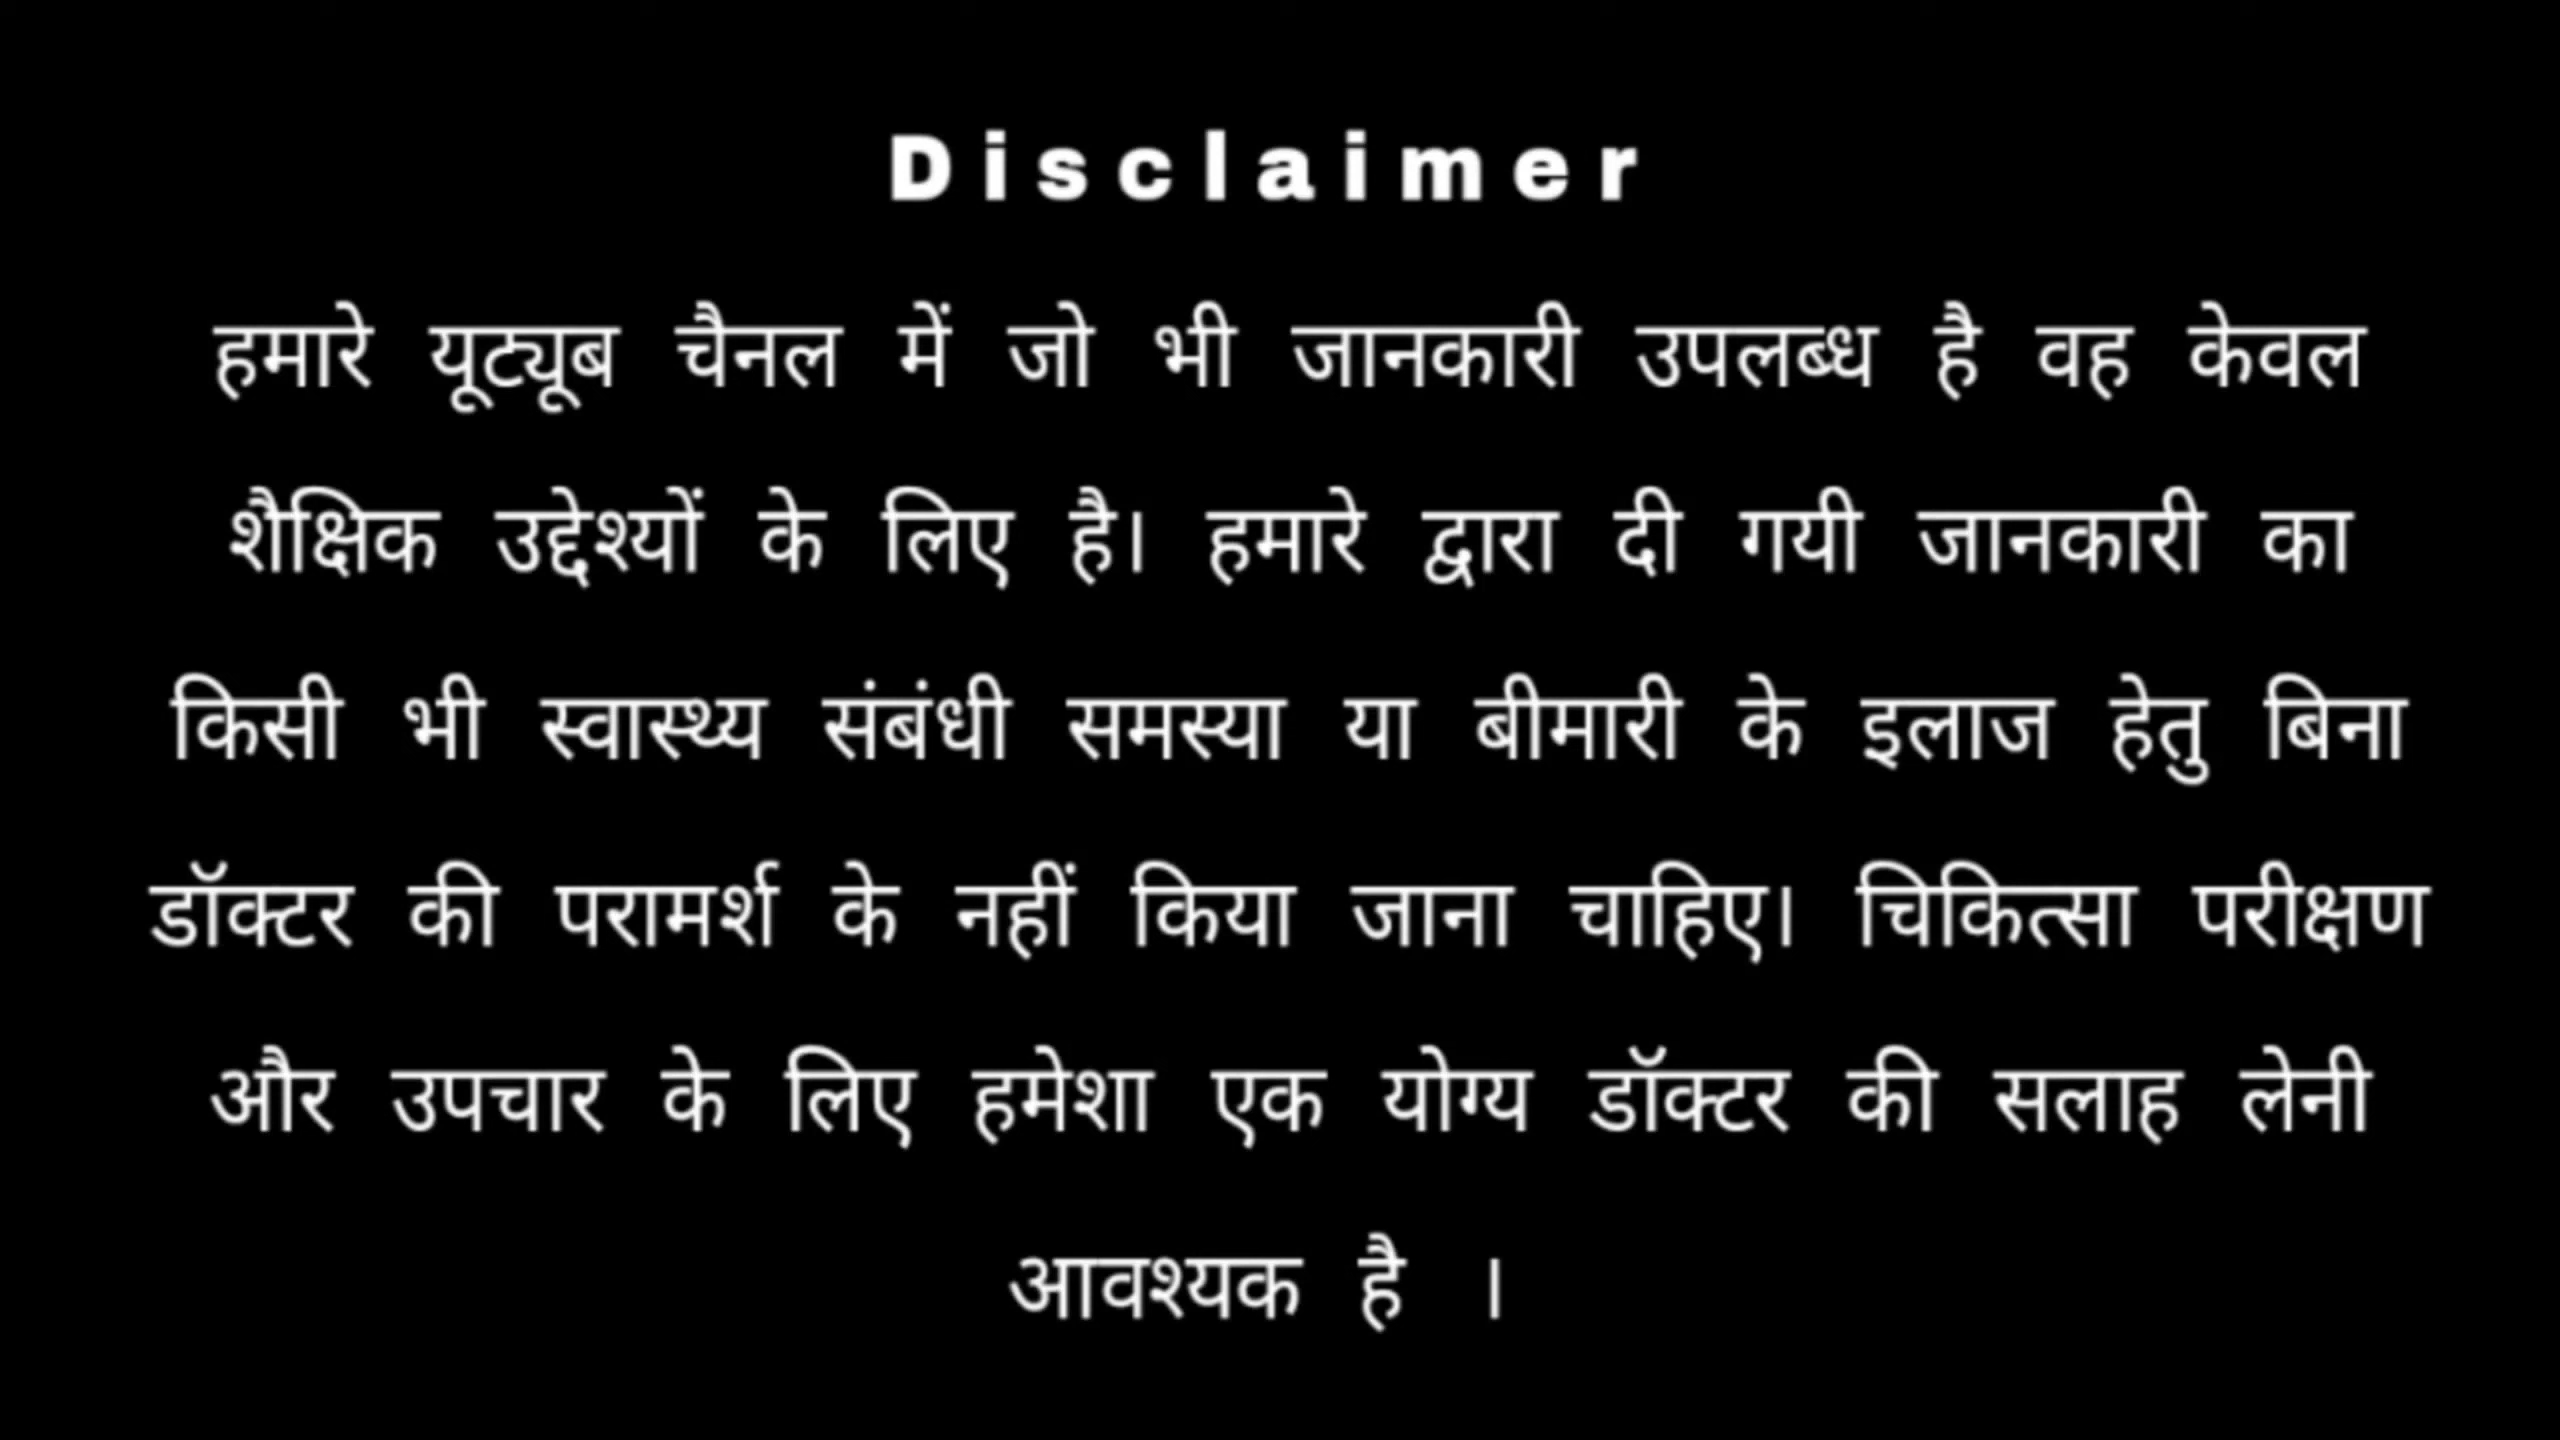 Disclaimer
हमारे यूट्यूब चैनल में जो भी जानकारी उपलब्ध है वह केवल
शैक्षिक उद्देश्यों के लिए है। हमारे द्वारा दी गयी जानकारी का
किसी भी स्वास्थ्य संबंधी समस्या या बीमारी के इलाज हेतु बिना
डॉक्टर की परामर्श के नहीं किया जाना चाहिए। चिकित्सा परीक्षण
और उपचार के लिए हमेशा एक योग्य डॉक्टर की सलाह लेनी
आवश्यक है ।